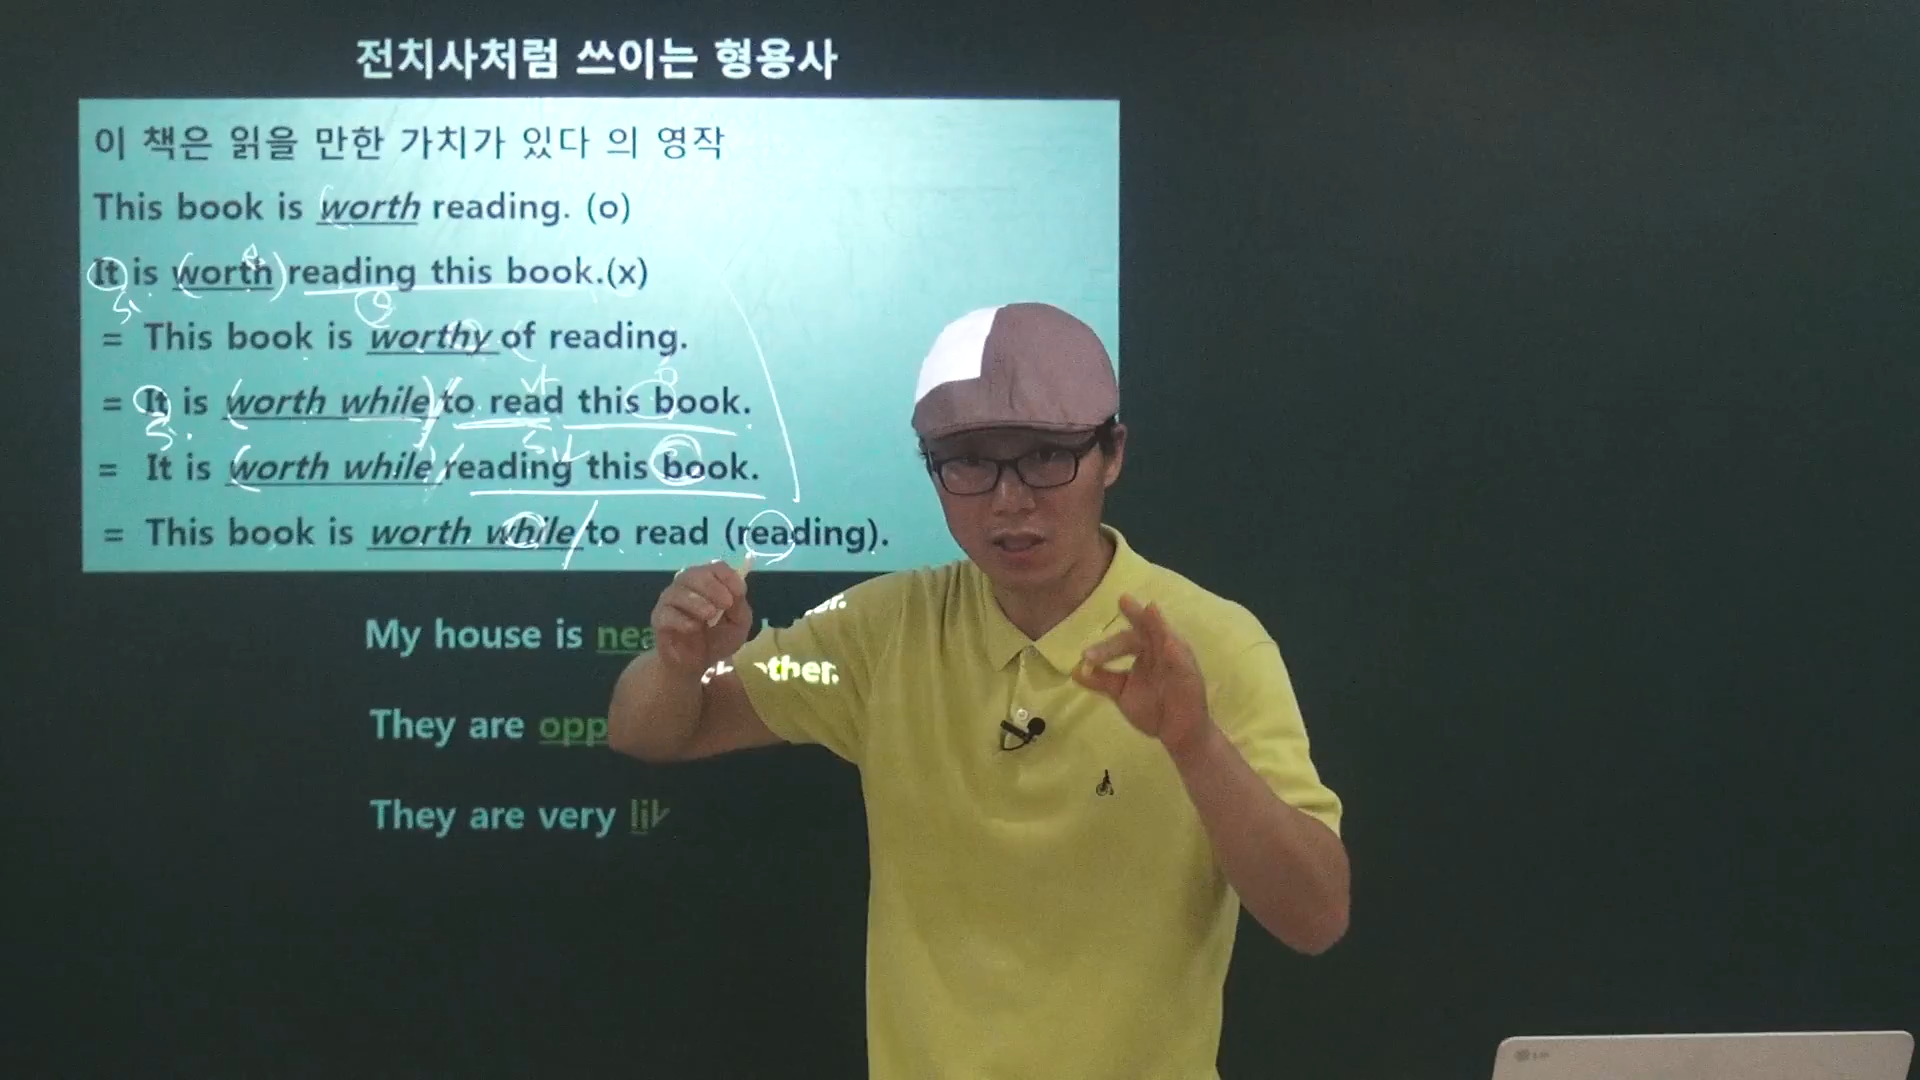 전치사처럼 쓰이는 형용사
이 책은 읽을 만한 가치가 있다 의 영작
This book is worth reading. (o)
It is worth reading this book.(x)
= This book is worthy of reading.
= It is worth while to read this book.
= It is worth while reading this book.
= This book is worth while to read (reading).
My house is
They are
They are very